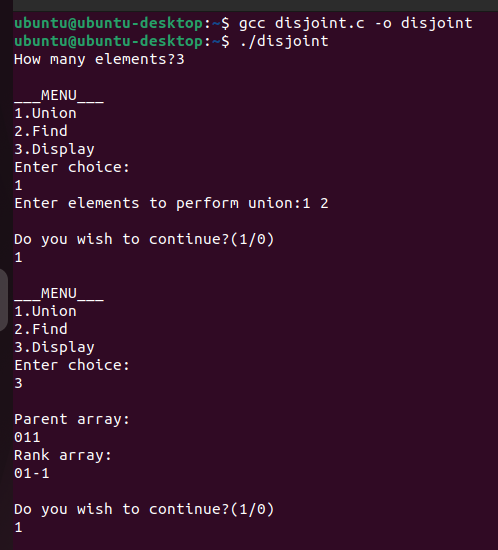 ubuntu@ubuntu-desktop:~$ gcc disjoint.c -o disjoint
ubuntu@ubuntu-desktop:~$ ./disjoint
How many elements?3
___MENU___
1.Union
2.Find
3.Display
Enter choice:
1
Enter elements to perform union:1 2
Do you wish to continue?(1/0)
1
___MENU___
1.Union
2.Find
3.Display
Enter choice:
3
Parent array:
011
Rank array:
01-1
Do you wish to continue?(1/0)
1